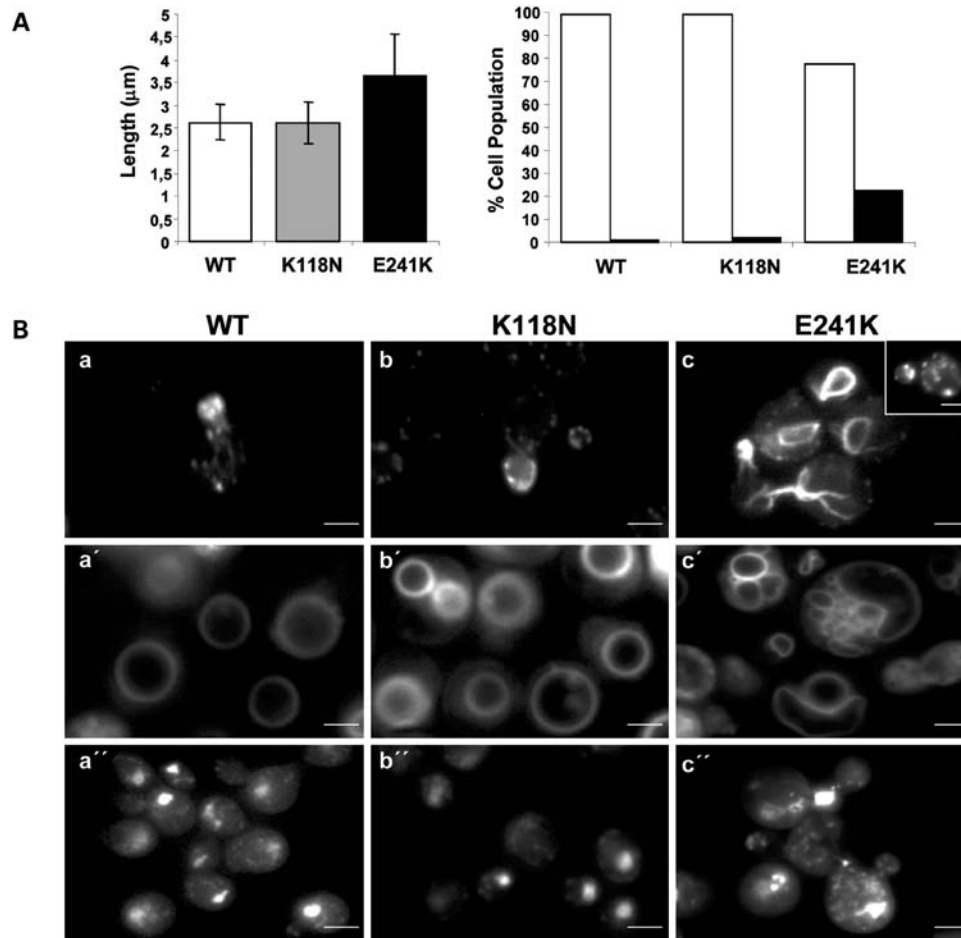 A
Length (µm)
5
4,5
4
3,5
3
2,5
2
1,5
1
0,5
0
WT
K118N
E241K
% Cell Population
100
90
80
70
60
50
40
30
20
10
0
WT
K118N
E241K
B
WT
K118N
E241K
a
b
c
a´
b´
c´
a´´
b´´
c´´